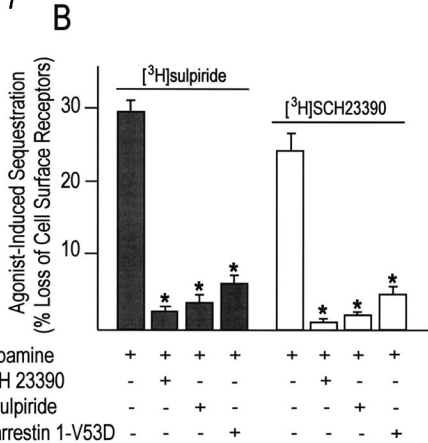 B
[³H]sulpiride
[³H]SCH23390
Agonist-Induced Sequestration
(% Loss of Cell Surface Receptors)
30
20
10
* * * * * *
pamine + + + + + + + +
H 23390 - + - - - + - -
ulpiride - - + - - - + -
rrestin 1-V53D - - - + - - - +